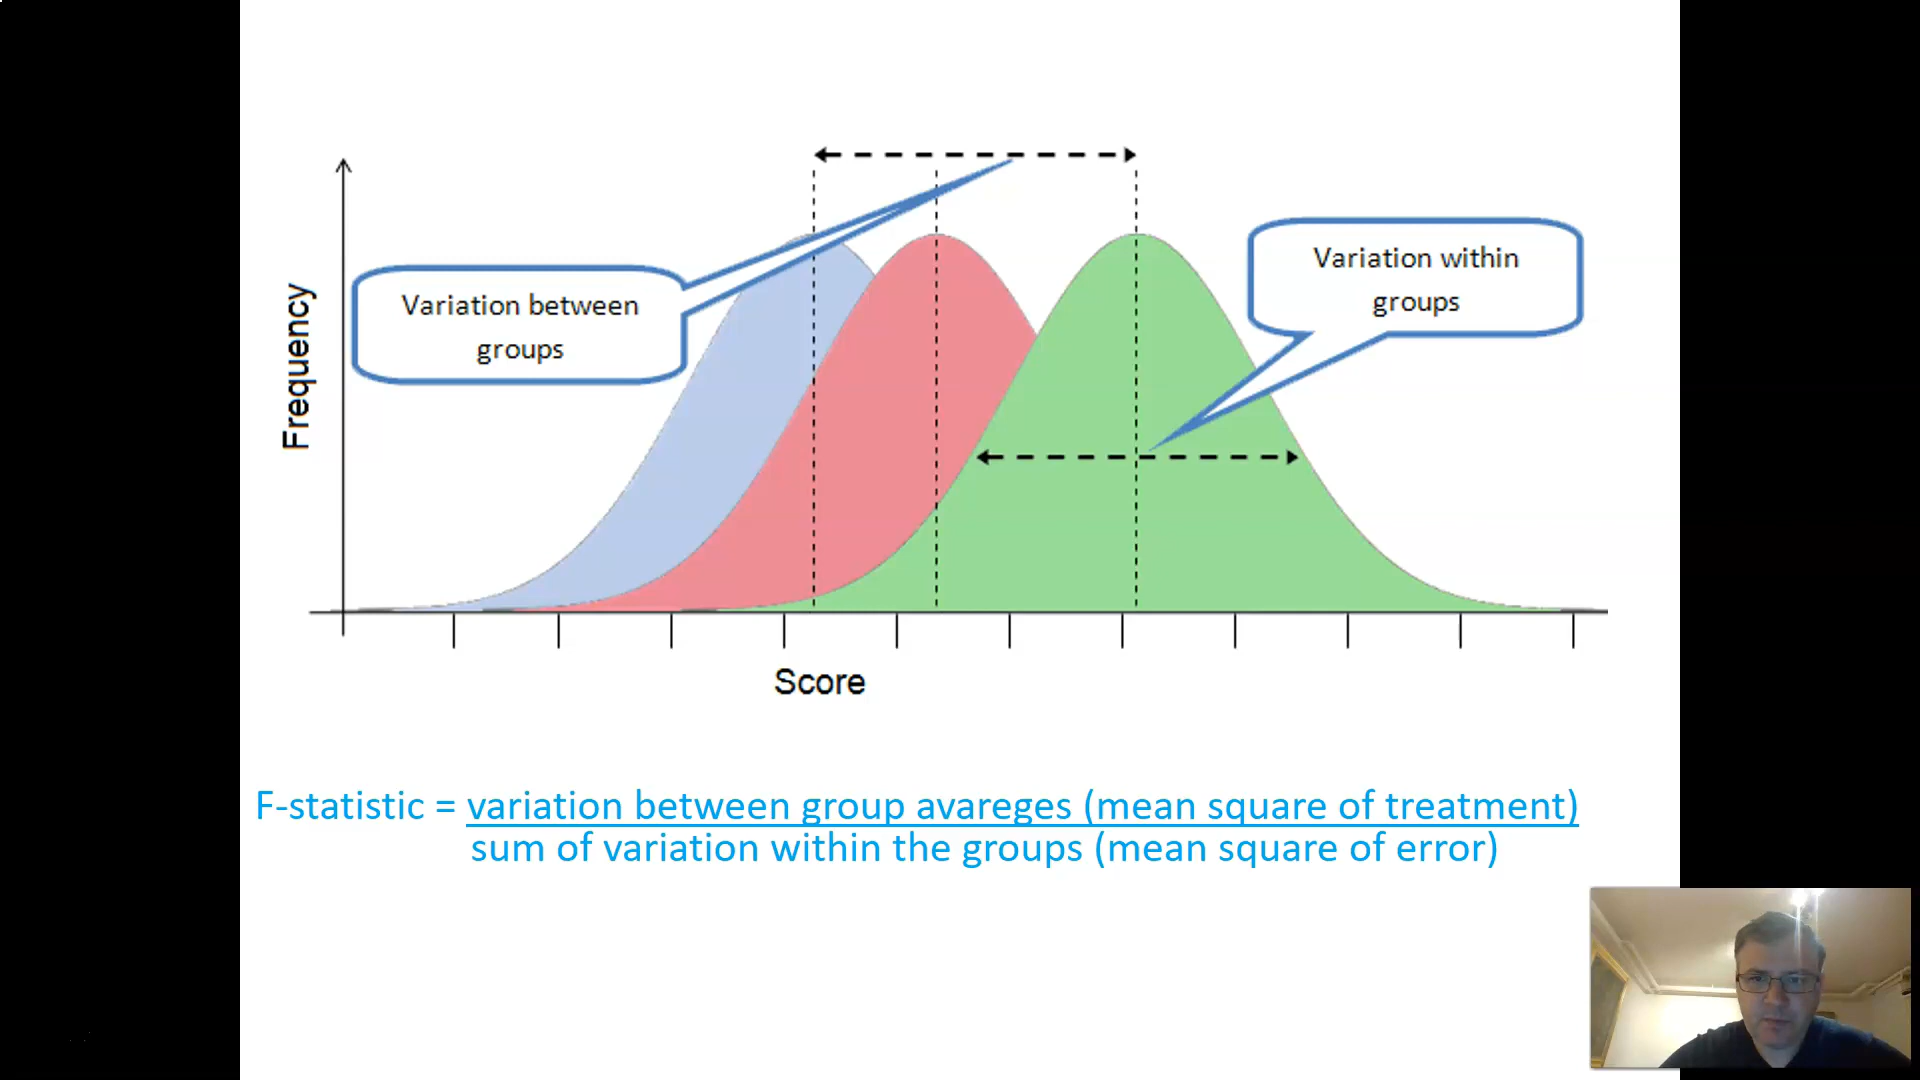 Variation between
groups
Variation within
groups
Frequency
Score
F-statistic = variation between group avareges (mean square of treatment)
sum of variation within the groups (mean square of error)